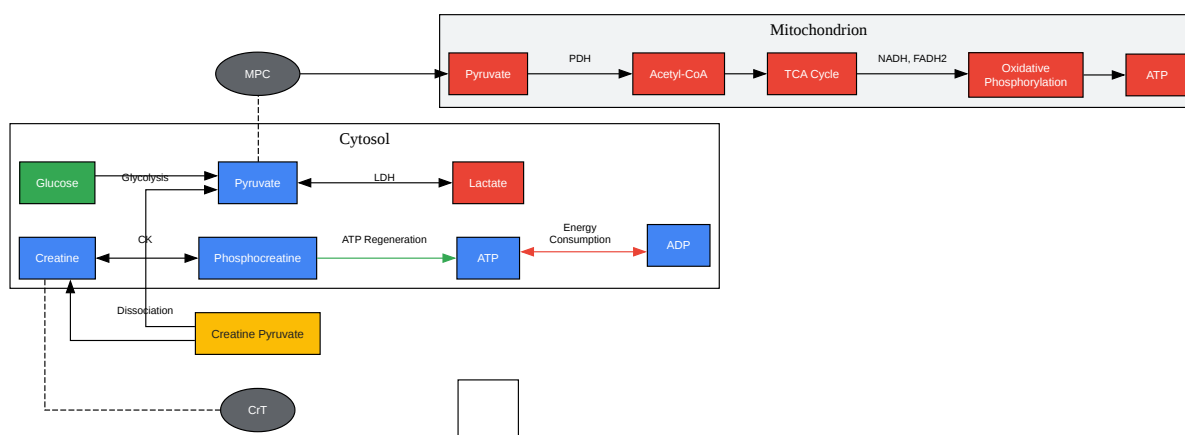 Mitochondrion
MPC
Pyruvate
PDH
Acetyl-CoA
TCA Cycle
NADH, FADH2
Oxidative
Phosphorylation
ATP
Cytosol
Glucose
Glycolysis
Pyruvate
LDH
Lactate
Creatine
CK
Phosphocreatine
ATP Regeneration
ATP
Energy
Consumption
ADP
Dissociation
Creatine Pyruvate
CrT